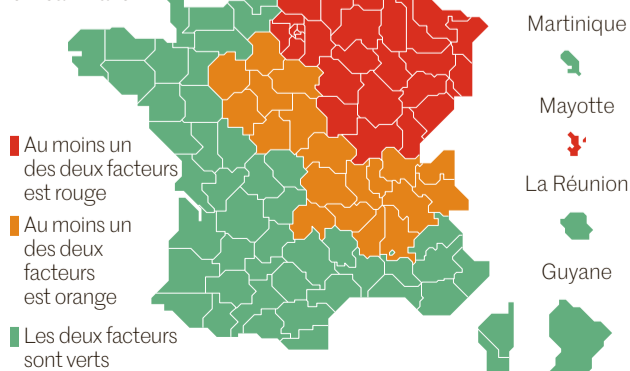 Martinique
Mayotte
La Réunion
Guyane
Au moins un
des deux facteurs
est rouge
Au moins un
des deux
facteurs
est orange
Les deux facteurs
sont verts